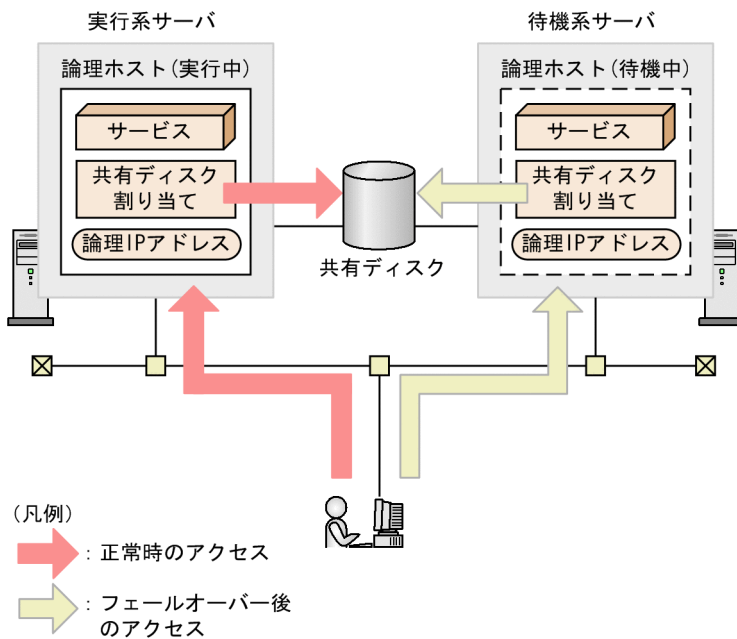 実行系サーバ
待機系サーバ
論理ホスト(実行中)
論理ホスト(待機中)
サービス
サービス
共有ディスク
割り当て
共有ディスク
割り当て
論理IPアドレス
論理IPアドレス
共有ディスク
(凡例)
: 正常時のアクセス
: フェールオーバー後
のアクセス